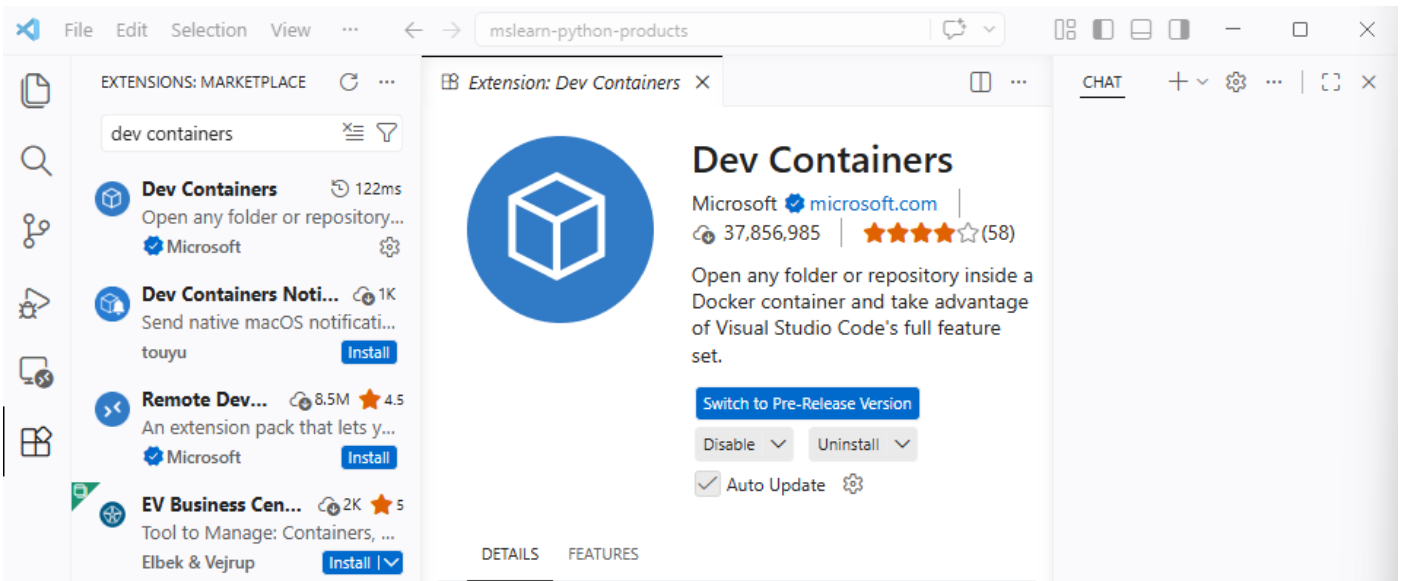 File Edit Selection View ··· mslearn-python-products
EXTENSIONS: MARKETPLACE
dev containers
Dev Containers 122ms
Open any folder or repository...
Microsoft
Dev Containers Noti... 1K
Send native macOS notificati...
touyu Install
Remote Dev... 8.5M 4.5
An extension pack that lets y...
Microsoft Install
EV Business Cen... 2K 5
Tool to Manage: Containers, ...
Elbek & Vejrup Install
Extension: Dev Containers
Dev Containers
Microsoft microsoft.com
37,856,985 (58)
Open any folder or repository inside a
Docker container and take advantage
of Visual Studio Code's full feature
set.
Switch to Pre-Release Version
Disable Uninstall
Auto Update
DETAILS FEATURES
CHAT